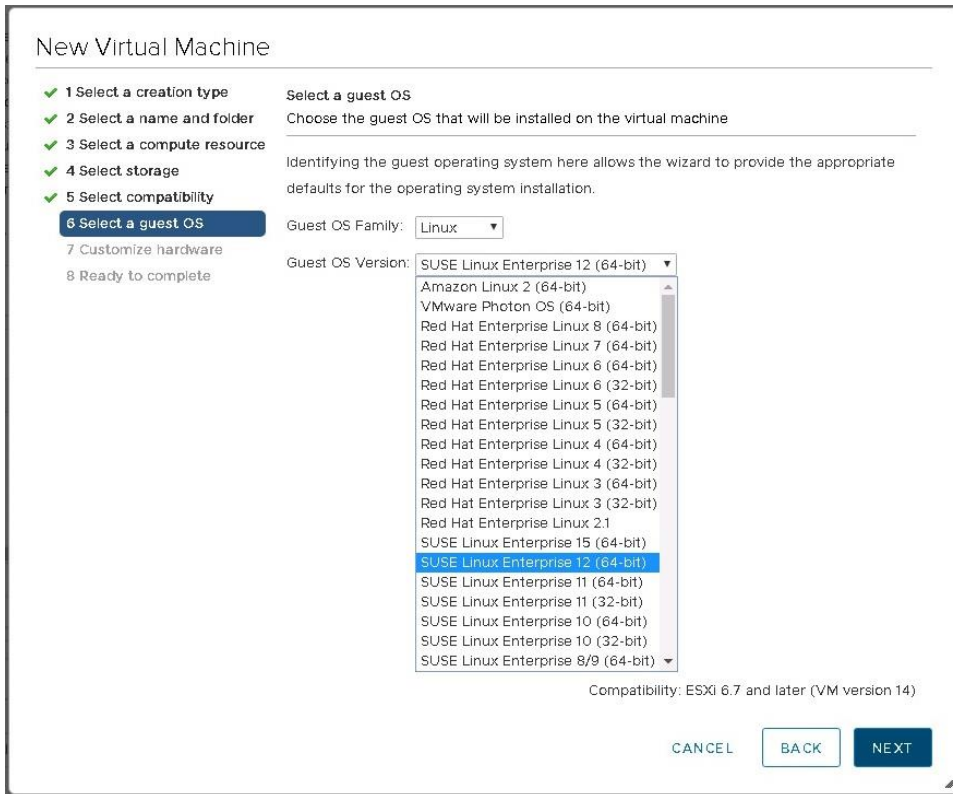 New Virtual Machine
1 Select a creation type
2 Select a name and folder
3 Select a compute resource
4 Select storage
5 Select compatibility
6 Select a guest OS
7 Customize hardware
8 Ready to complete
Select a guest OS
Choose the guest OS that will be installed on the virtual machine
Identifying the guest operating system here allows the wizard to provide the appropriate
defaults for the operating system installation.
Guest OS Family: Linux
Guest OS Version: SUSE Linux Enterprise 12 (64-bit)
Amazon Linux 2 (64-bit)
VMware Photon OS (64-bit)
Red Hat Enterprise Linux 8 (64-bit)
Red Hat Enterprise Linux 7 (64-bit)
Red Hat Enterprise Linux 6 (64-bit)
Red Hat Enterprise Linux 6 (32-bit)
Red Hat Enterprise Linux 5 (64-bit)
Red Hat Enterprise Linux 5 (32-bit)
Red Hat Enterprise Linux 4 (64-bit)
Red Hat Enterprise Linux 4 (32-bit)
Red Hat Enterprise Linux 3 (64-bit)
Red Hat Enterprise Linux 3 (32-bit)
Red Hat Enterprise Linux 2.1
SUSE Linux Enterprise 15 (64-bit)
SUSE Linux Enterprise 12 (64-bit)
SUSE Linux Enterprise 11 (64-bit)
SUSE Linux Enterprise 11 (32-bit)
SUSE Linux Enterprise 10 (64-bit)
SUSE Linux Enterprise 10 (32-bit)
SUSE Linux Enterprise 8/9 (64-bit)
Compatibility: ESXi 6.7 and later (VM version 14)
CANCEL
BACK
NEXT